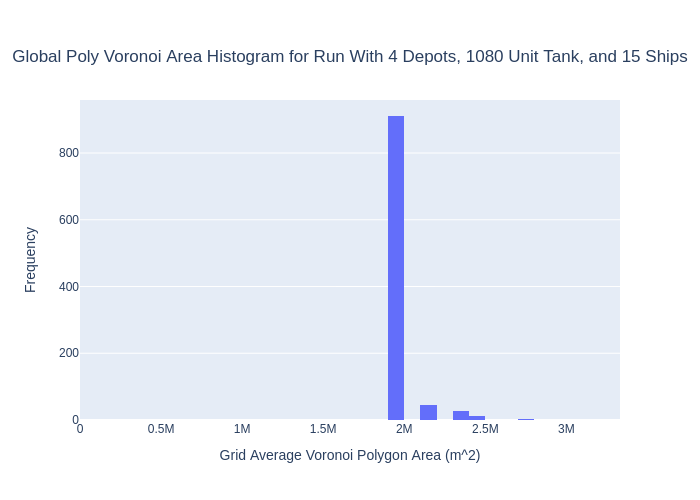 Global Poly Voronoi Area Histogram for Run With 4 Depots, 1080 Unit Tank, and 15 Ships
Frequency
800
600
400
200
0
0 0.5M 1M 1.5M 2M 2.5M 3M
Grid Average Voronoi Polygon Area (m^2)